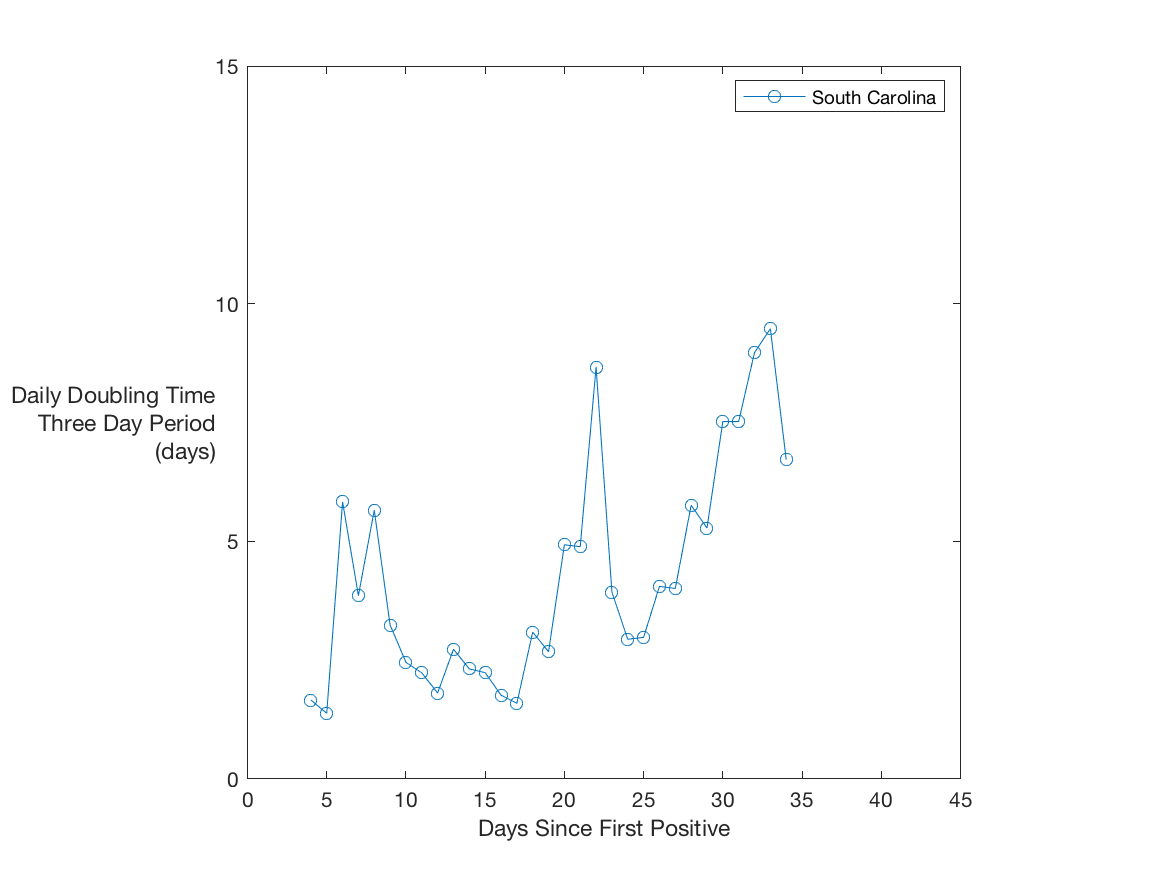 15
South Carolina
10
Daily Doubling Time
Three Day Period
(days)
5
0
0 5 10 15 20 25 30 35 40 45
Days Since First Positive